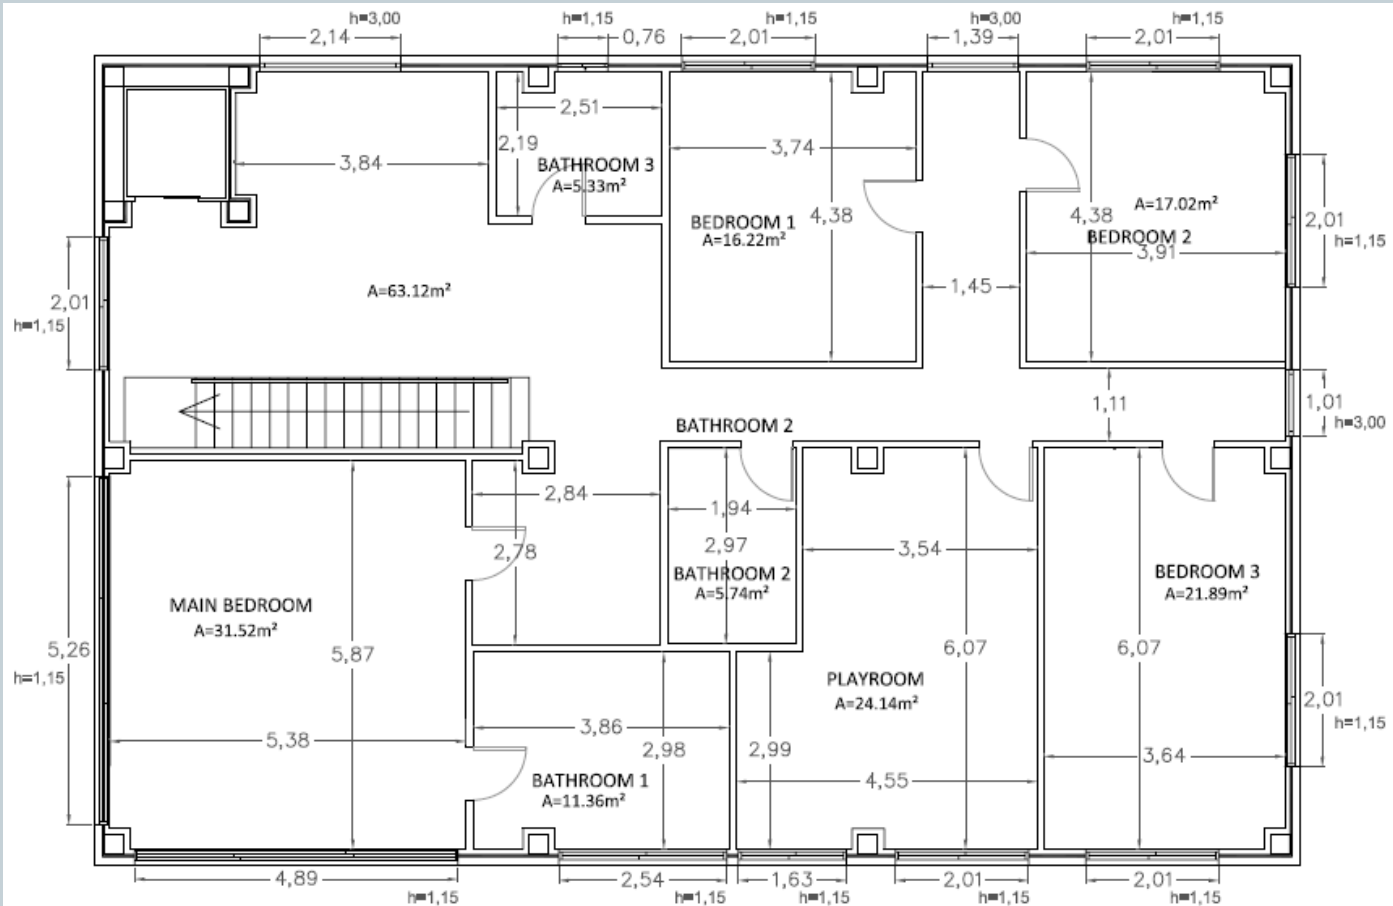 h=3,00
h=1,15
h=1,15
h=3,00
h=1,15
2,14
0,76
2,01
1,39
2,01
2,51
2,19
3,84
BATHROOM 3
A=5.33m²
3,74
BEDROOM 1
A=16.22m²
4,38
4,38
A=17.02m²
BEDROOM 2
3,91
2,01
h=1,15
1,45
A=63.12m²
2,01
h=1,15
1,11
1,01
h=3,00
BATHROOM 2
2,84
2,78
1,94
2,97
BATHROOM 2
A=5.74m²
3,54
BEDROOM 3
A=21.89m²
MAIN BEDROOM
A=31.52m²
5,26
h=1,15
5,87
6,07
6,07
PLAYROOM
A=24.14m²
2,01
h=1,15
5,38
3,86
2,98
2,99
3,64
BATHROOM 1
A=11.36m²
4,55
4,89
h=1,15
2,54
h=1,15
1,63
h=1,15
2,01
h=1,15
2,01
h=1,15